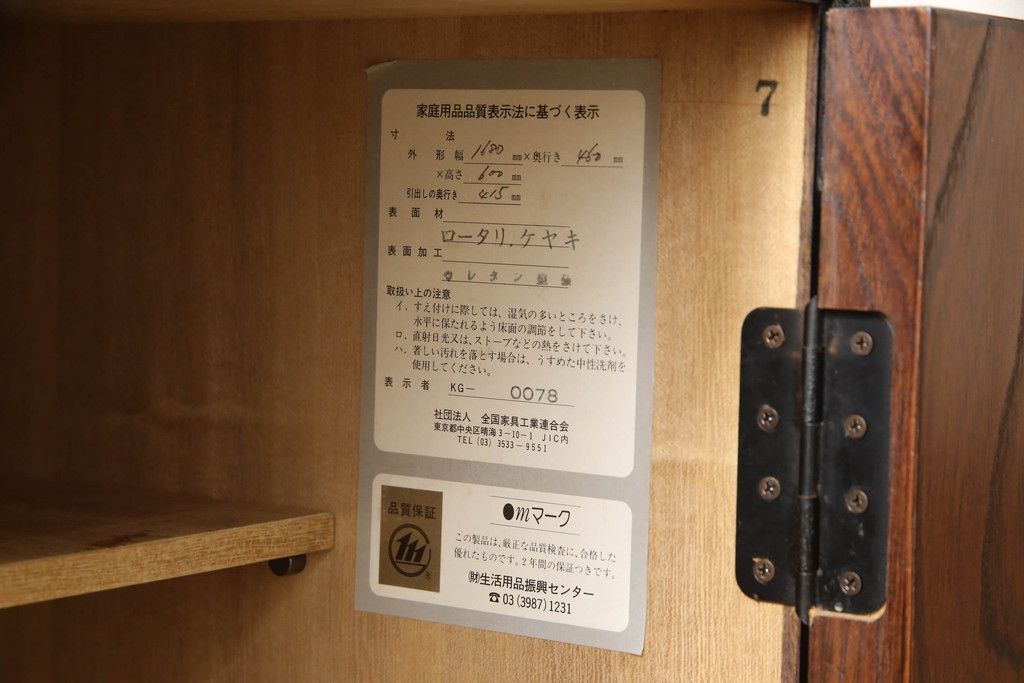 7
家庭用品品質表示法に基づく表示
寸法
外形幅 1680 mm×奥行き 460 mm
×高さ 600 mm
引出しの奥行き 415 mm
表面材
ロータリ.ケヤキ
表面加工
ウレタン
取扱い上の注意
イ．すえ付けに際しては、湿気の多いところをさけ、
水平に保たれるよう床面の調節をして下さい。
ロ．直射日光又は、ストーブなどの熱をさけて下さい。
ハ．著しい汚れを落とす場合は、うすめた中性洗剤を
使用してください。
表示者 KG― 0078
社団法人 全国家具工業連合会
東京都中央区晴海3－10－1 JIC内
TEL (03) 3533－9551
品質保証
m
®
●mマーク
この製品は、厳正な品質検査に、合格した
優れたものです。2年間の保証つきです。
㈶生活用品振興センター
☎03(3987)1231